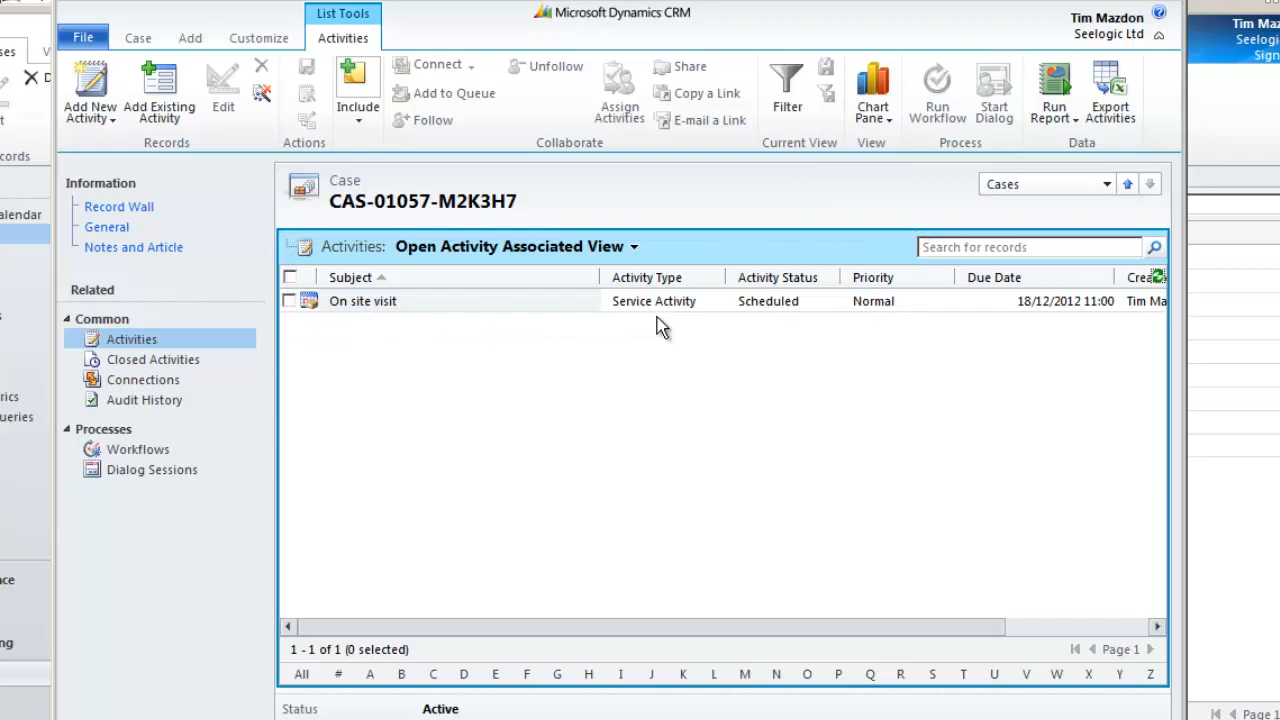 List Tools
Microsoft Dynamics CRM
Tim Mazdon
Seelogic Ltd
File
Case
Add
Customize
Activities
Add New Activity
Add Existing Activity
Edit
Records
Actions
Include
Connect
Add to Queue
Follow
Unfollow
Assign Activities
Share
Copy a Link
E-mail a Link
Collaborate
Filter
Current View
Chart Pane
View
Run Workflow
Start Dialog
Process
Run Report
Export Activities
Data
Information
Record Wall
General
Notes and Article
Related
Common
Activities
Closed Activities
Connections
Audit History
Processes
Workflows
Dialog Sessions
Case
CAS-01057-M2K3H7
Cases
Activities: Open Activity Associated View
Search for records
Subject Activity Type Activity Status Priority Due Date Crea
On site visit Service Activity Scheduled Normal 18/12/2012 11:00 Tim Ma
1 - 1 of 1 (0 selected)
Page 1
All # A B C D E F G H I J K L M N O P Q R S T U V W X Y Z
Status Active
Tim Maz
Seelogic
Sign
Page 1
ses
V
D
t
cords
alendar
s
rics
ueries
ce
ng